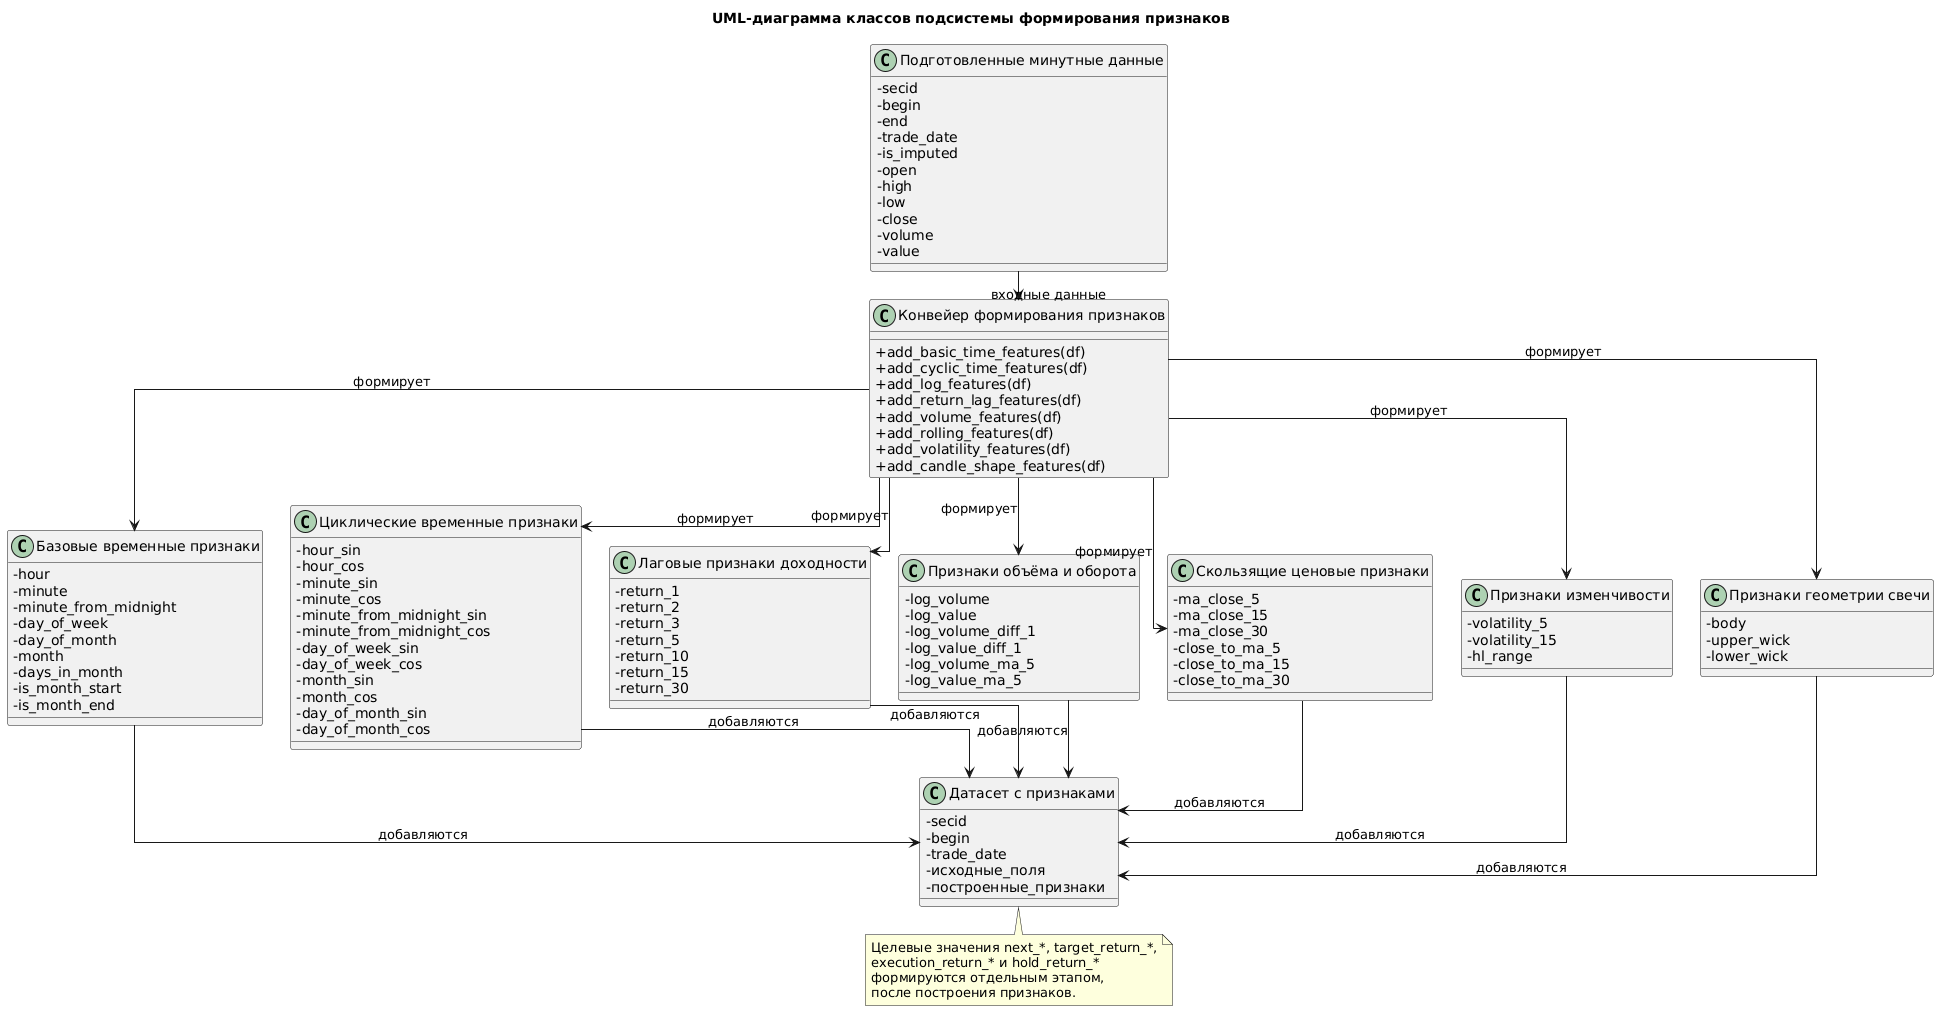 UML-диаграмма классов подсистемы формирования признаков
C Подготовленные минутные данные
-secid
-begin
-end
-trade_date
-is_imputed
-open
-high
-low
-close
-volume
-value
входные данные
C Конвейер формирования признаков
+add_basic_time_features(df)
+add_cyclic_time_features(df)
+add_log_features(df)
+add_return_lag_features(df)
+add_volume_features(df)
+add_rolling_features(df)
+add_volatility_features(df)
+add_candle_shape_features(df)
формирует
формирует
формирует
формирует
формирует
формирует
формирует
C Базовые временные признаки
-hour
-minute
-minute_from_midnight
-day_of_week
-day_of_month
-month
-days_in_month
-is_month_start
-is_month_end
C Циклические временные признаки
-hour_sin
-hour_cos
-minute_sin
-minute_cos
-minute_from_midnight_sin
-minute_from_midnight_cos
-day_of_week_sin
-day_of_week_cos
-month_sin
-month_cos
-day_of_month_sin
-day_of_month_cos
C Лаговые признаки доходности
-return_1
-return_2
-return_3
-return_5
-return_10
-return_15
-return_30
C Признаки объёма и оборота
-log_volume
-log_value
-log_volume_diff_1
-log_value_diff_1
-log_volume_ma_5
-log_value_ma_5
C Скользящие ценовые признаки
-ma_close_5
-ma_close_15
-ma_close_30
-close_to_ma_5
-close_to_ma_15
-close_to_ma_30
C Признаки изменчивости
-volatility_5
-volatility_15
-hl_range
C Признаки геометрии свечи
-body
-upper_wick
-lower_wick
добавляются
добавляются
добавляются
добавляются
добавляются
добавляются
добавляются
C Датасет с признаками
-secid
-begin
-trade_date
-исходные_поля
-построенные_признаки
Целевые значения next_*, target_return_*,
execution_return_* и hold_return_*
формируются отдельным этапом,
после построения признаков.